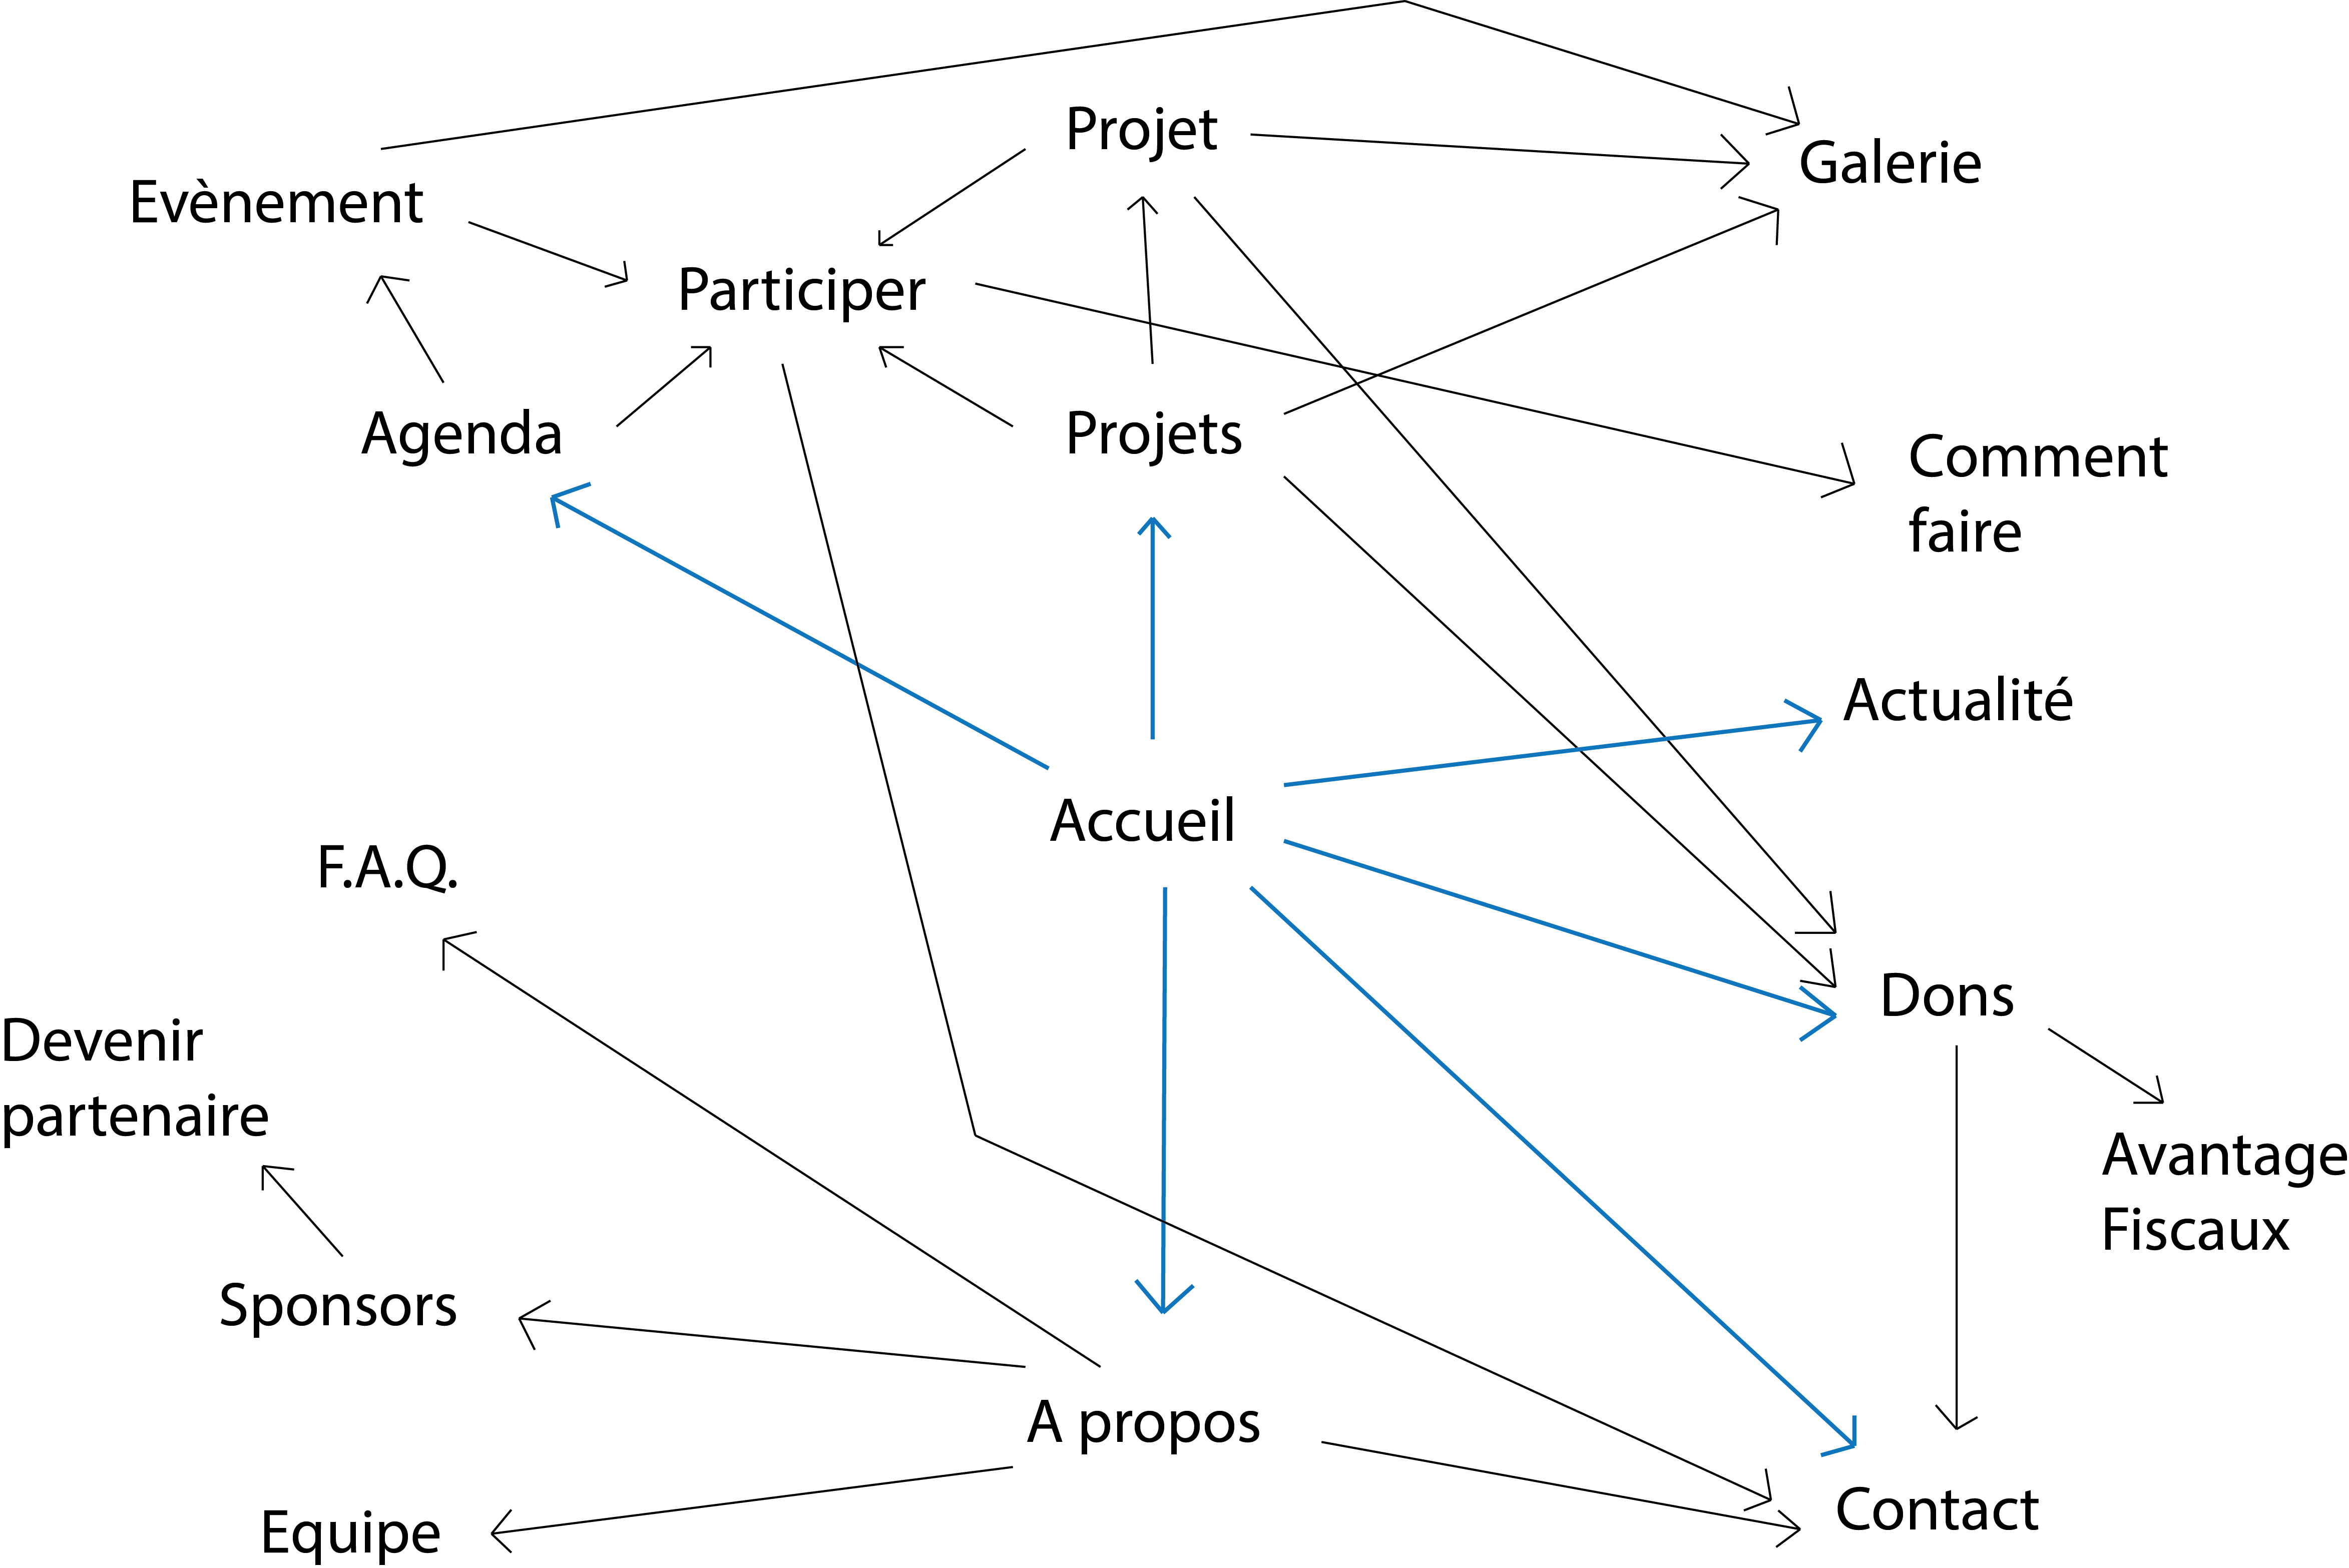 Projet
Galerie
Evènement
Participer
Agenda
Projets
Comment
faire
Actualité
Accueil
F.A.Q.
Dons
Devenir
partenaire
Avantage
Fiscaux
Sponsors
A propos
Contact
Equipe